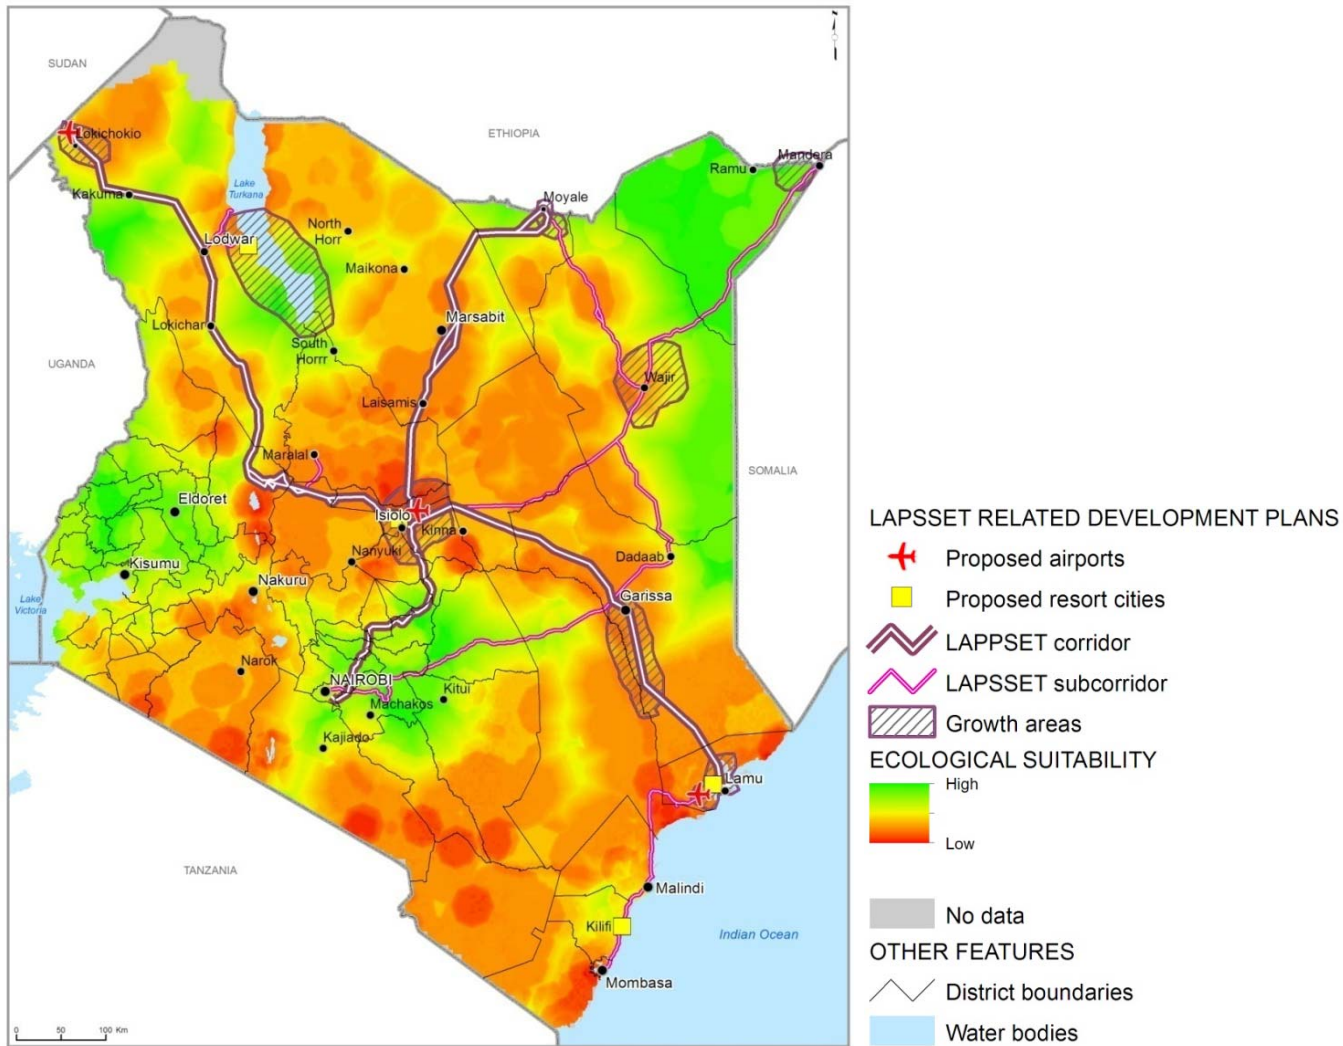 SUDAN
ETHIOPIA
Lokichokio
Ramu
Mandera
Kakuma
Lake
Turkana
Moyale
North
Horr
Lodwar
Maikona
Lokichar
Marsabit
South
Horrr
UGANDA
Wajir
Laisamis
Maralal
SOMALIA
Eldoret
Isiolo
Kinna
Nanyuki
Dadaab
Kisumu
Nakuru
Lake
Victoria
Garissa
Narok
NAIROBI
Kitui
Machakos
Kajiado
Lamu
TANZANIA
Malindi
Kilifi
Indian Ocean
Mombasa
0 50 100 Km
LAPSSET RELATED DEVELOPMENT PLANS
Proposed airports
Proposed resort cities
LAPPSET corridor
LAPSSET subcorridor
Growth areas
ECOLOGICAL SUITABILITY
High
Low
No data
OTHER FEATURES
District boundaries
Water bodies